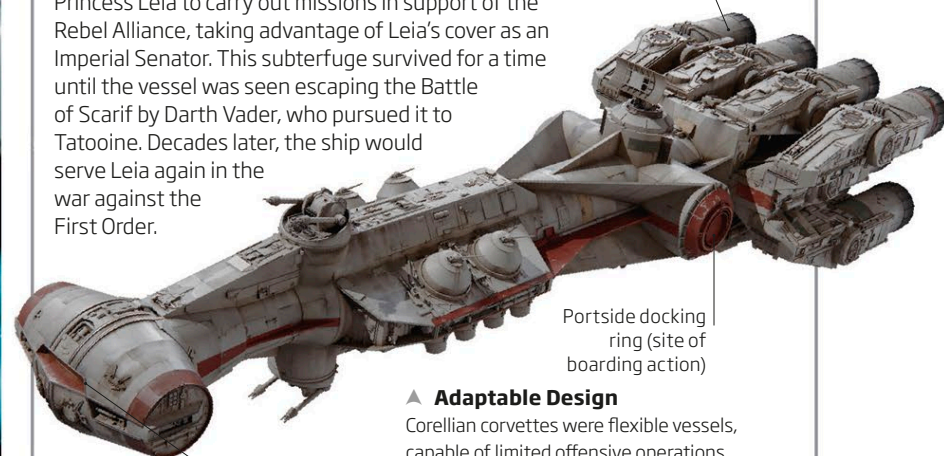 Princess Leia to carry out missions in support of the
Rebel Alliance, taking advantage of Leia's cover as an
Imperial Senator. This subterfuge survived for a time
until the vessel was seen escaping the Battle
of Scarif by Darth Vader, who pursued it to
Tatooine. Decades later, the ship would
serve Leia again in the
war against the
First Order.
Portside docking
ring (site of
boarding action)
Adaptable Design
Corellian corvettes were flexible vessels,
capable of limited offensive operations